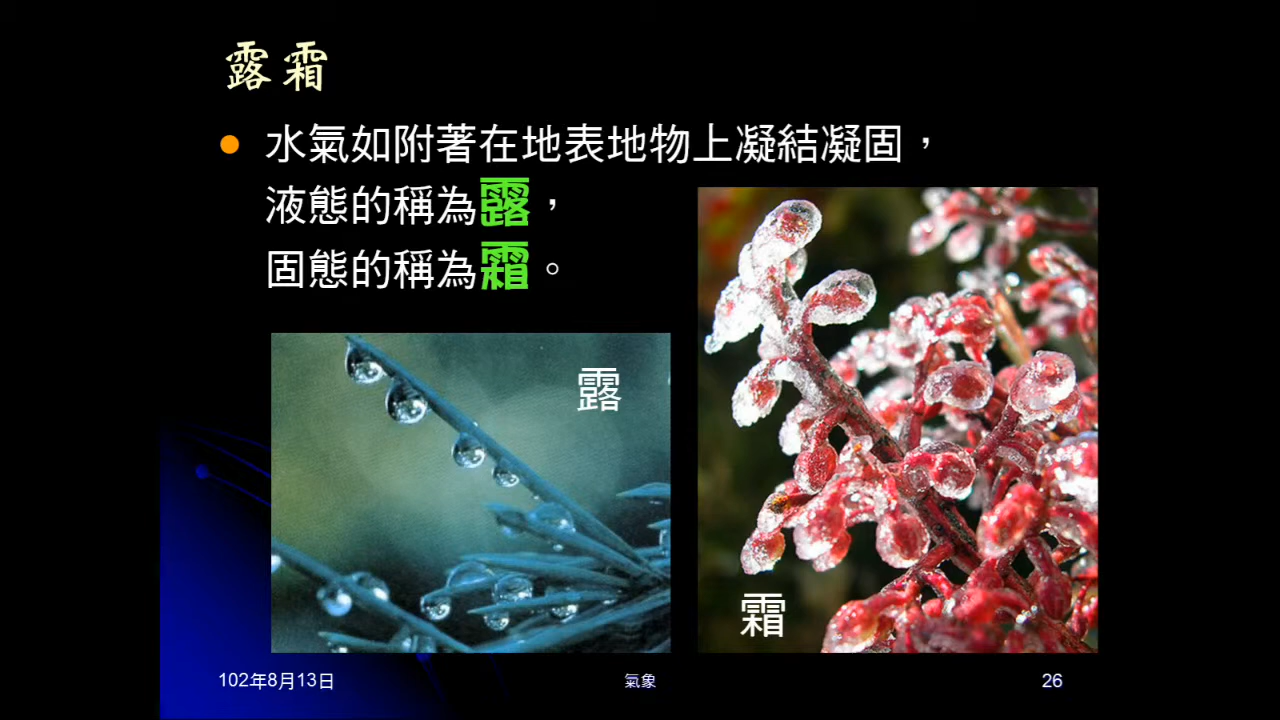 露霜
水氣如附著在地表地物上凝結凝固，
液態的稱為露，
固態的稱為霜。
露
霜
102年8月13日
氣象
26